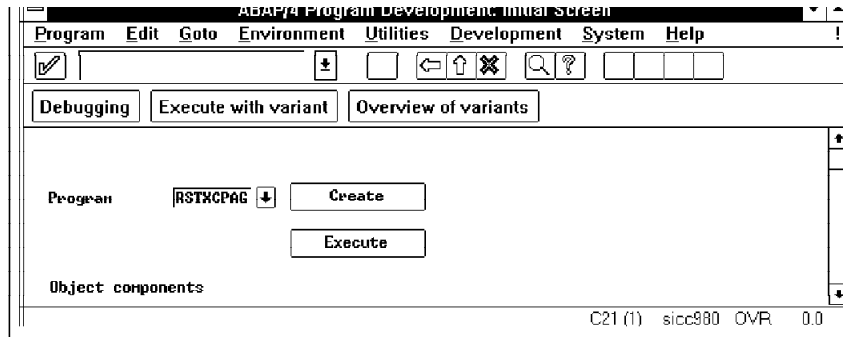 ABAP/4 Program Development: Initial Screen
Program Edit Goto Environment Utilities Development System Help !
Debugging Execute with variant Overview of variants
Program RSTXCPAG Create
Execute
Object components
C21 (1) sicc980 OVR 0.0